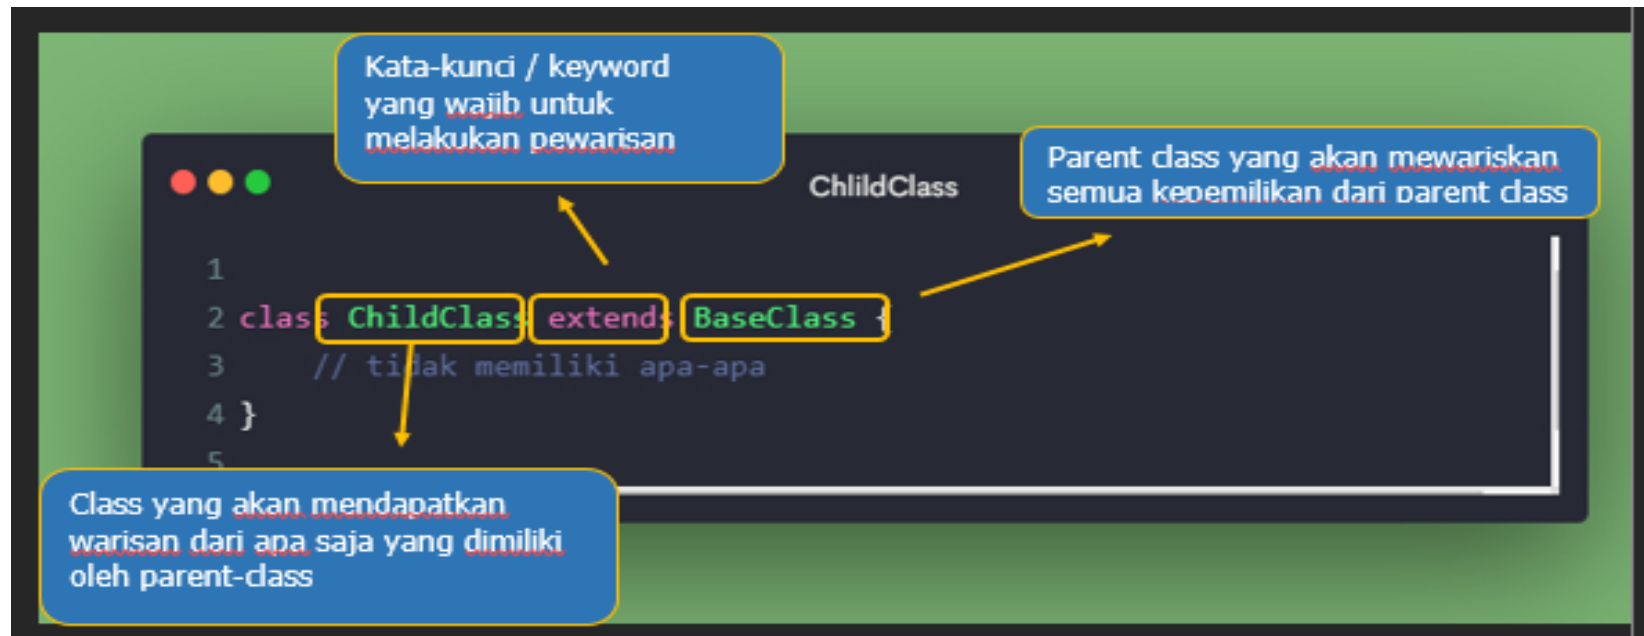 Kata-kunci / keyword
yang wajib untuk
melakukan pewarisan
Parent class yang akan mewariskan
semua kepemilikan dari parent class
ChlildClass
1
2 class ChildClass extends BaseClass {
3 // tidak memiliki apa-apa
4 }
5
Class yang akan mendapatkan
warisan dari apa saja yang dimiliki
oleh parent-class